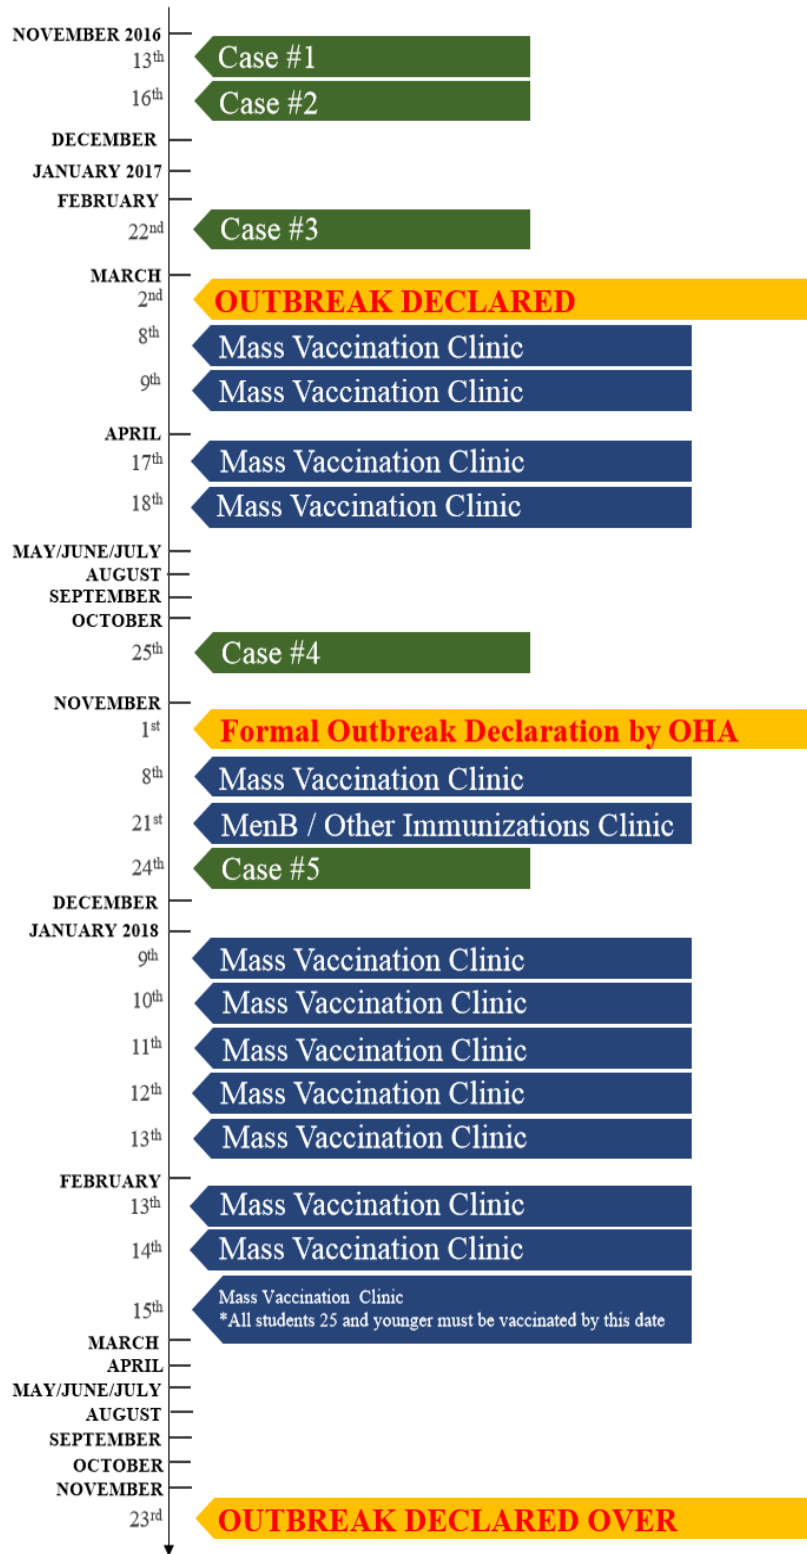 NOVEMBER 2016
13th
Case #1
16th
Case #2
DECEMBER
JANUARY 2017
FEBRUARY
22nd
Case #3
MARCH
2nd
OUTBREAK DECLARED
8th
Mass Vaccination Clinic
9th
Mass Vaccination Clinic
APRIL
17th
Mass Vaccination Clinic
18th
Mass Vaccination Clinic
MAY/JUNE/JULY
AUGUST
SEPTEMBER
OCTOBER
25th
Case #4
NOVEMBER
1st
Formal Outbreak Declaration by OHA
8th
Mass Vaccination Clinic
21st
MenB / Other Immunizations Clinic
24th
Case #5
DECEMBER
JANUARY 2018
9th
Mass Vaccination Clinic
10th
Mass Vaccination Clinic
11th
Mass Vaccination Clinic
12th
Mass Vaccination Clinic
13th
Mass Vaccination Clinic
FEBRUARY
13th
Mass Vaccination Clinic
14th
Mass Vaccination Clinic
15th
Mass Vaccination Clinic
*All students 25 and younger must be vaccinated by this date
MARCH
APRIL
MAY/JUNE/JULY
AUGUST
SEPTEMBER
OCTOBER
NOVEMBER
23rd
OUTBREAK DECLARED OVER